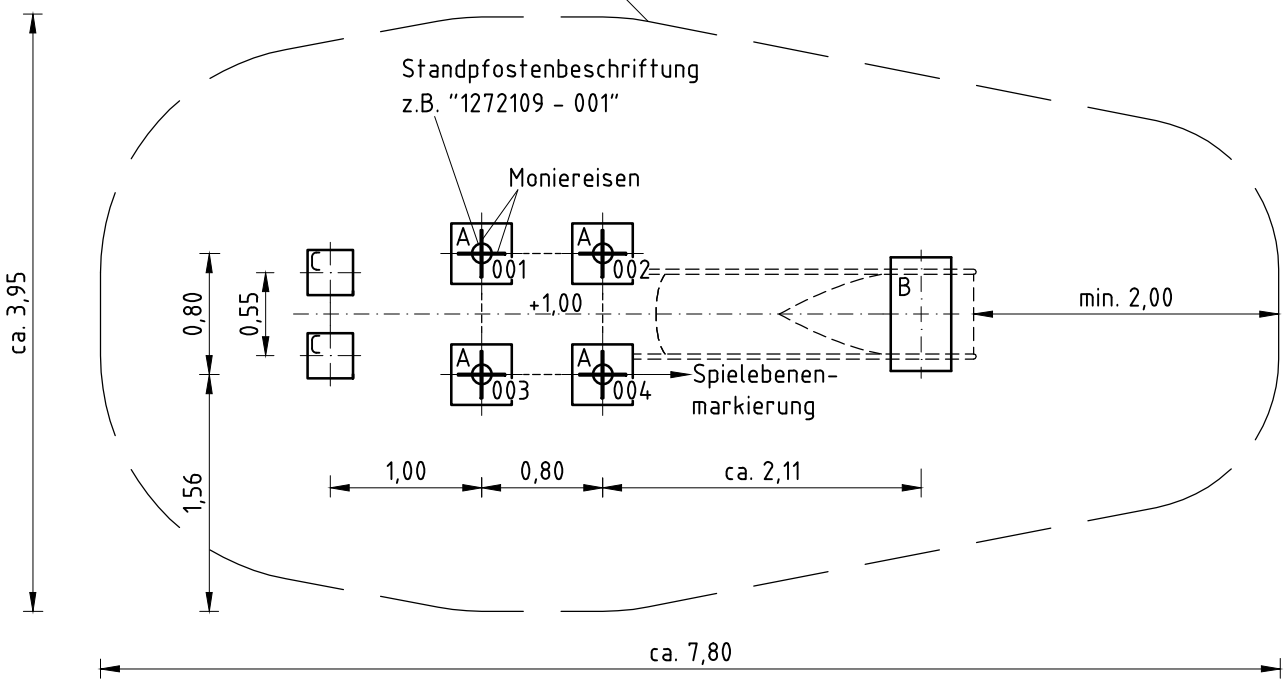 Standpfostenbeschriftung
z.B. "1272109 - 001"
Moniereisen
A
A
C
001
002
B
+1,00
min. 2,00
ca. 3,95
0,80
0,55
C
A
A
003
004
Spielebenen-
markierung
1,56
1,00
0,80
ca. 2,11
ca. 7,80